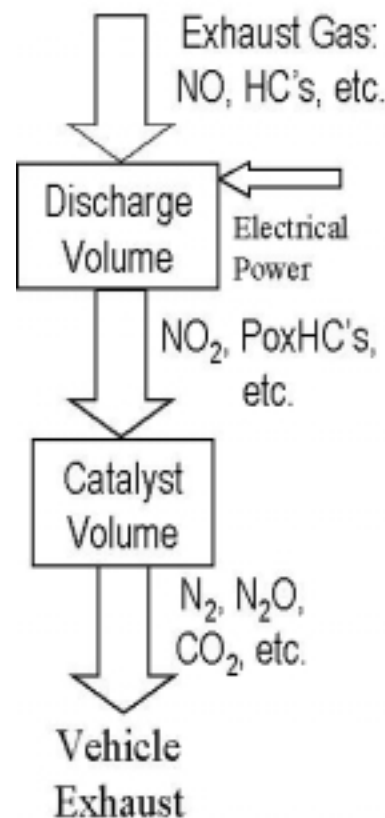 Exhaust Gas:
NO, HC's, etc.
Discharge
Volume
Electrical
Power
NO₂, PoxHC's,
etc.
Catalyst
Volume
N₂, N₂O,
CO₂, etc.
Vehicle
Exhaust